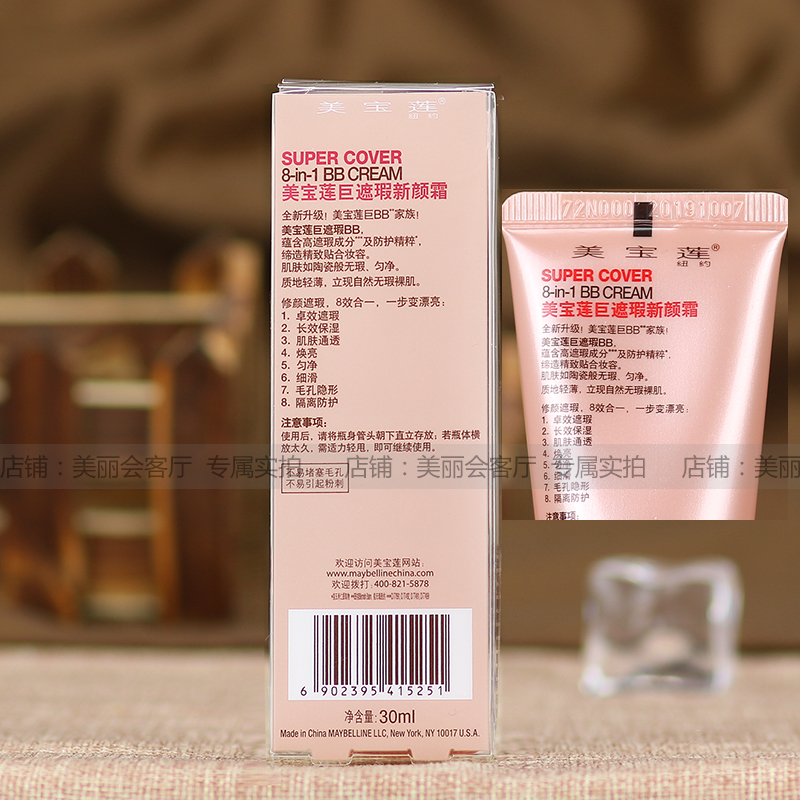 美宝莲®
纽约
SUPER COVER
8-in-1 BB CREAM
美宝莲巨遮瑕新颜霜
全新升级！美宝莲巨BB**家族！
美宝莲巨遮瑕BB，
蕴含高遮瑕成分***及防护精粹*，
缔造精致贴合妆容。
肌肤如陶瓷般无瑕、匀净。
质地轻薄，立现自然无瑕裸肌。
修颜遮瑕，8效合一，一步变漂亮：
1. 卓效遮瑕
2. 长效保湿
3. 肌肤通透
4. 焕亮
5. 匀净
6. 细滑
7. 毛孔隐形
8. 隔离防护
注意事项：
使用后，请将瓶身管头朝下直立存放；若瓶体横
放太久，需适力轻甩，即可继续使用。
不易堵塞毛孔
不易引起粉刺
欢迎访问美宝莲网站：
www.maybellinechina.com
欢迎拨打：400-821-5878
6 902395 415251
净含量：30ml
Made in China MAYBELLINE LLC, New York, NY 10017 U.S.A.
72N000 20191007
美宝莲®
纽约
SUPER COVER
8-in-1 BB CREAM
美宝莲巨遮瑕新颜霜
全新升级！美宝莲巨BB**家族！
美宝莲巨遮瑕BB，
蕴含高遮瑕成分***及防护精粹*，
缔造精致贴合妆容。
肌肤如陶瓷般无瑕、匀净。
质地轻薄，立现自然无瑕裸肌。
修颜遮瑕，8效合一，一步变漂亮：
1. 卓效遮瑕
2. 长效保湿
3. 肌肤通透
4. 焕亮
5. 匀净
6. 细滑
7. 毛孔隐形
8. 隔离防护
注意事项：
店铺：美丽会客厅 专属实拍 店铺：美丽会客厅 专属实拍 店铺：美丽